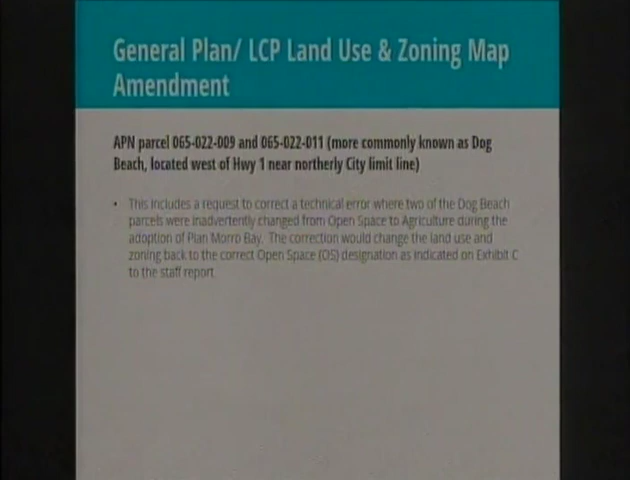 General Plan/ LCP Land Use & Zoning Map
Amendment
APN parcel 065-022-009 and 065-022-011 (more commonly known as Dog
Beach, located west of Hwy 1 near northerly City limit line)
• This includes a request to correct a technical error where two of the Dog Beach
parcels were inadvertently changed from Open Space to Agriculture during the
adoption of Plan Morro Bay. The correction would change the land use and
zoning back to the correct Open Space (OS) designation as indicated on Exhibit C
to the staff report